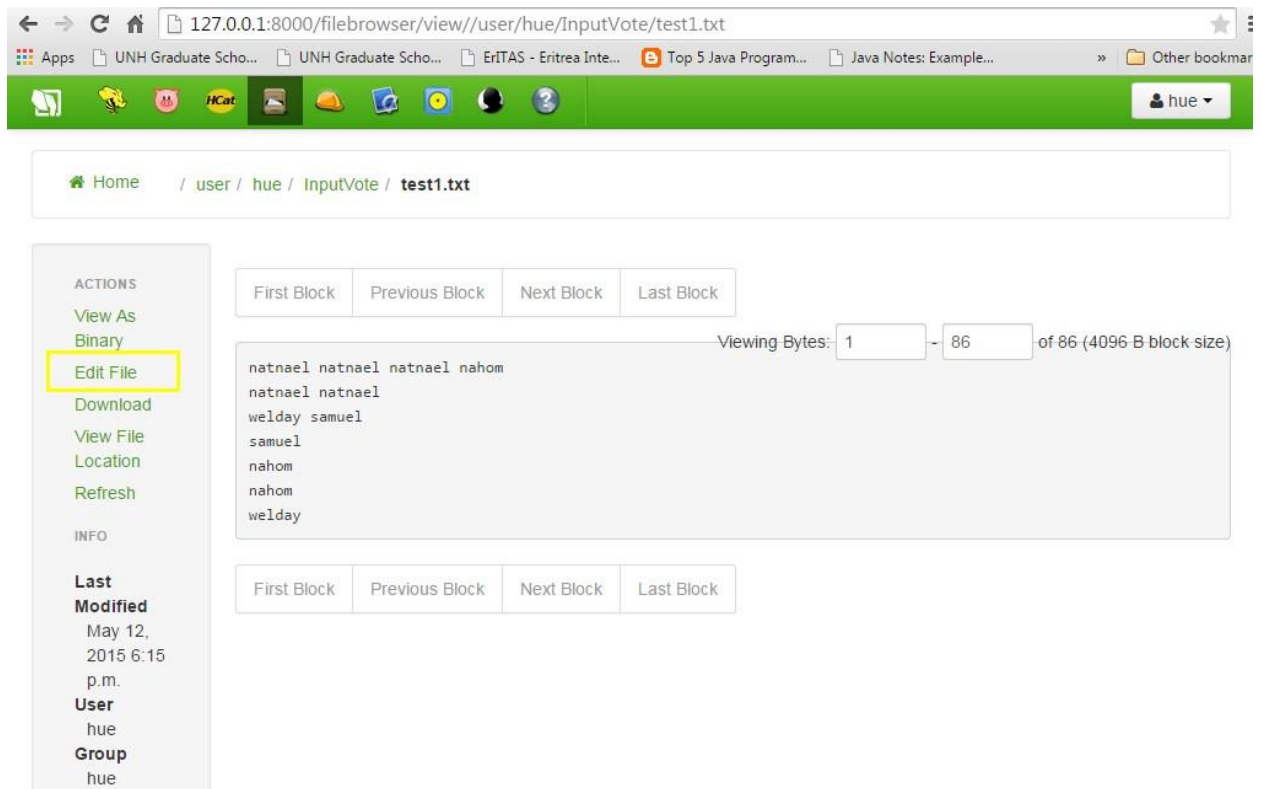 127.0.0.1:8000/filebrowser/view//user/hue/InputVote/test1.txt
Apps UNH Graduate Scho... UNH Graduate Scho... ErITAS - Eritrea Inte... Top 5 Java Program... Java Notes: Example... » Other bookmar
HCat ? hue
Home / user / hue / InputVote / test1.txt
ACTIONS
View As
Binary
Edit File
Download
View File
Location
Refresh
INFO
Last
Modified
May 12,
2015 6:15
p.m.
User
hue
Group
hue
First Block Previous Block Next Block Last Block
Viewing Bytes: 1 - 86 of 86 (4096 B block size)
natnael natnael natnael nahom
natnael natnael
welday samuel
samuel
nahom
nahom
welday
First Block Previous Block Next Block Last Block